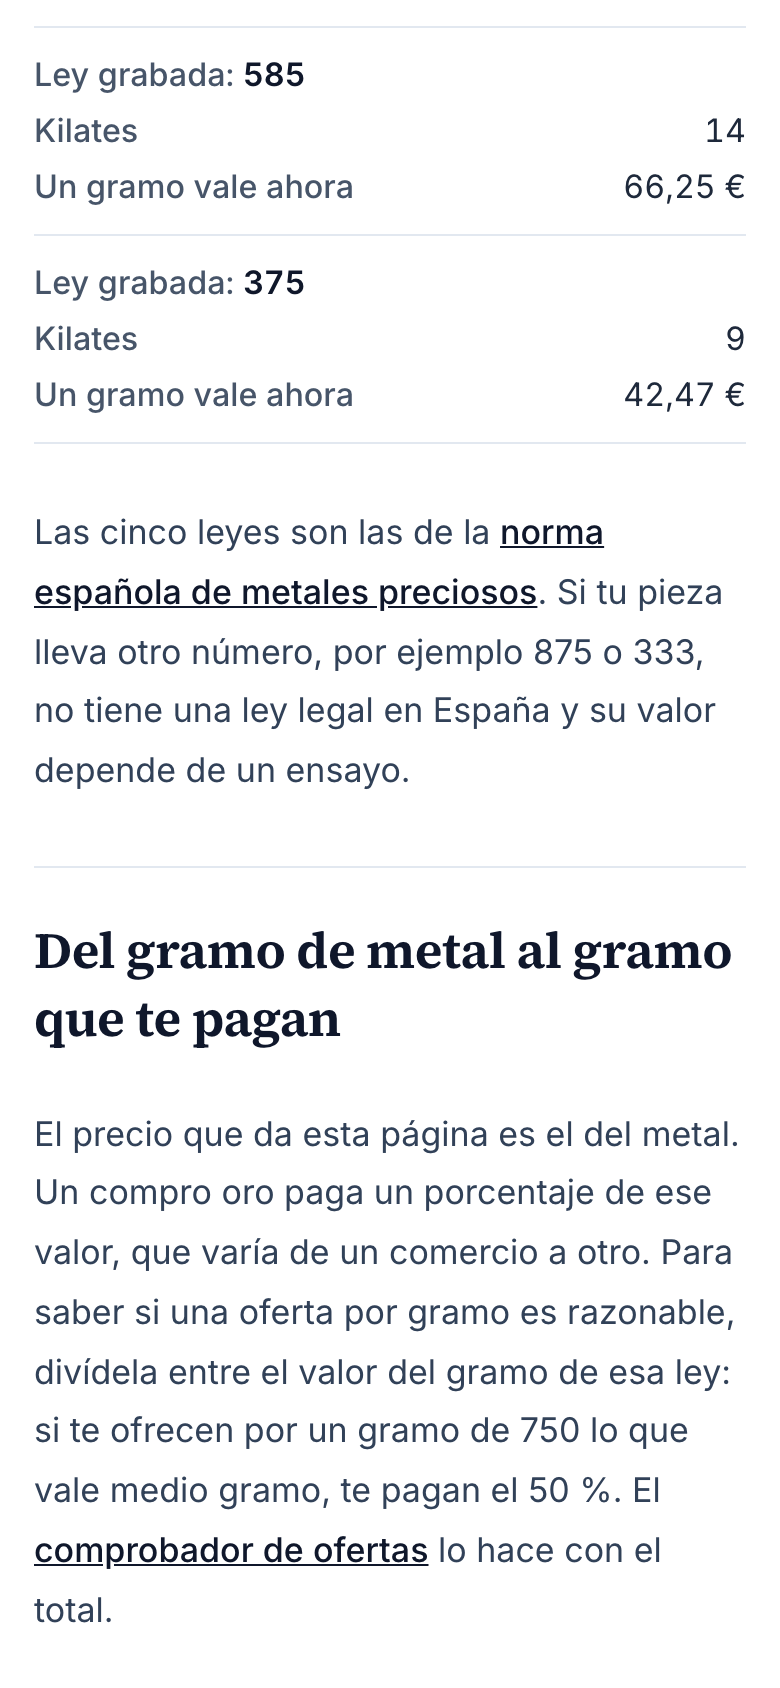 Ley grabada: 585
Kilates 14
Un gramo vale ahora 66,25 €
Ley grabada: 375
Kilates 9
Un gramo vale ahora 42,47 €
Las cinco leyes son las de la norma
española de metales preciosos. Si tu pieza
lleva otro número, por ejemplo 875 o 333,
no tiene una ley legal en España y su valor
depende de un ensayo.
Del gramo de metal al gramo
que te pagan
El precio que da esta página es el del metal.
Un compro oro paga un porcentaje de ese
valor, que varía de un comercio a otro. Para
saber si una oferta por gramo es razonable,
divídela entre el valor del gramo de esa ley:
si te ofrecen por un gramo de 750 lo que
vale medio gramo, te pagan el 50 %. El
comprobador de ofertas lo hace con el
total.